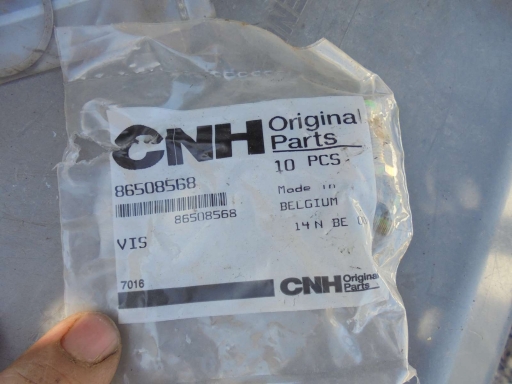 CNH Original Parts
10 PCS
86508568
Made in
BELGIUM
86508568
14 N BE
VIS
7016
CNH Original Parts